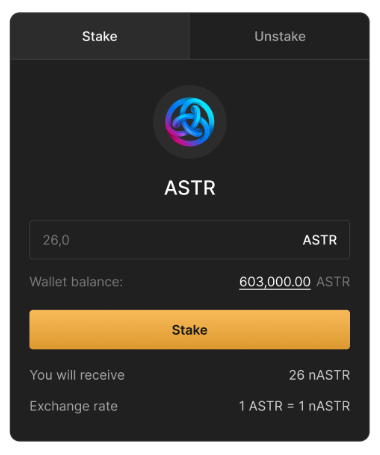 Stake Unstake
ASTR
26,0 ASTR
Wallet balance: 603,000.00 ASTR
Stake
You will receive 26 nASTR
Exchange rate 1 ASTR = 1 nASTR